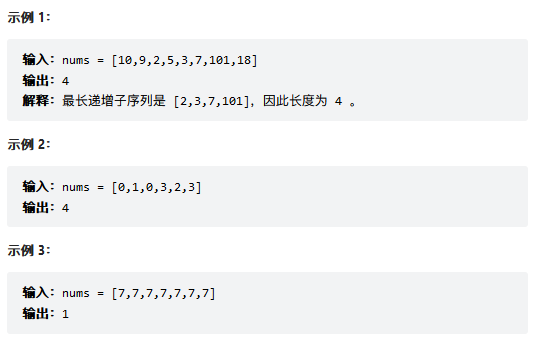 示例 1：
输入：nums = [10,9,2,5,3,7,101,18]
输出：4
解释：最长递增子序列是 [2,3,7,101]，因此长度为 4 。
示例 2：
输入：nums = [0,1,0,3,2,3]
输出：4
示例 3：
输入：nums = [7,7,7,7,7,7,7]
输出：1